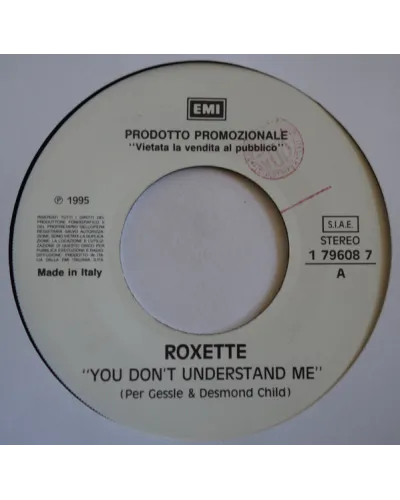 EMI
PRODOTTO PROMOZIONALE
"Vietata la vendita al pubblico"
℗ 1995
Made in Italy
S.I.A.E.
STEREO
1 79608 7
A
ROXETTE
"YOU DON'T UNDERSTAND ME"
(Per Gessle & Desmond Child)